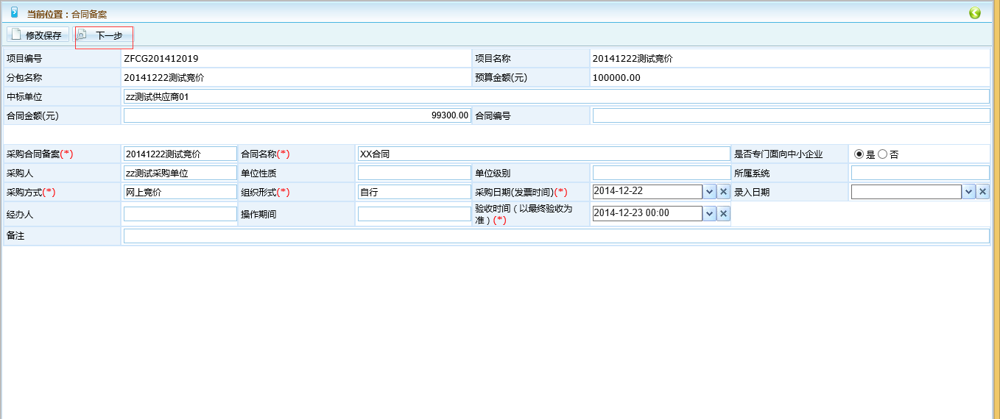 当前位置：合同备案
修改保存 下一步
项目编号 ZFCG201412019 项目名称 20141222测试竞价
分包名称 20141222测试竞价 预算金额(元) 100000.00
中标单位 zz测试供应商01
合同金额(元) 99300.00 合同编号
采购合同备案(*) 20141222测试竞价 合同名称(*) XX合同 是否专门面向中小企业 是 否
采购人 zz测试采购单位 单位性质 单位级别 所属系统
采购方式(*) 网上竞价 组织形式(*) 自行 采购日期(发票时间)(*) 2014-12-22 录入日期
经办人 操作期间 验收时间（以最终验收为
准）(*) 2014-12-23 00:00
备注